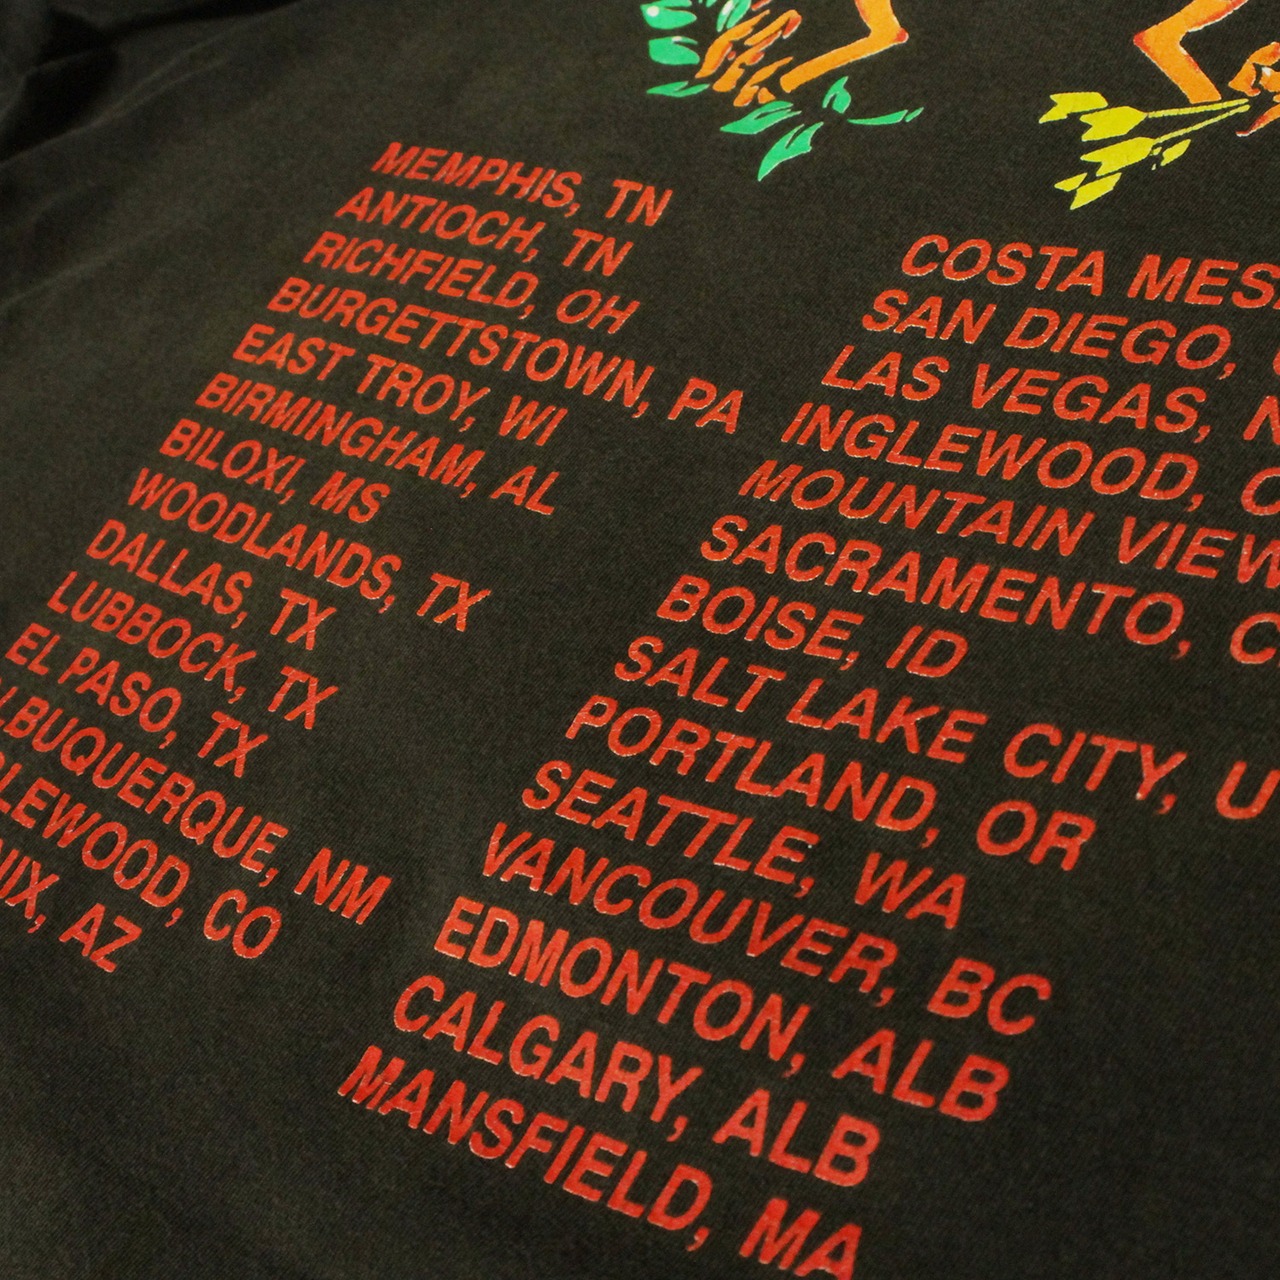 MEMPHIS, TN
ANTIOCH, TN
RICHFIELD, OH
BURGETTSTOWN, PA
EAST TROY, WI
BIRMINGHAM, AL
BILOXI, MS
WOODLANDS, TX
DALLAS, TX
LUBBOCK, TX
EL PASO, TX
LBUQUERQUE, NM
LEWOOD, CO
NIX, AZ
COSTA MES
SAN DIEGO,
LAS VEGAS, N
INGLEWOOD, C
MOUNTAIN VIEW
SACRAMENTO, C
BOISE, ID
SALT LAKE CITY, U
PORTLAND, OR
SEATTLE, WA
VANCOUVER, BC
EDMONTON, ALB
CALGARY, ALB
MANSFIELD, MA